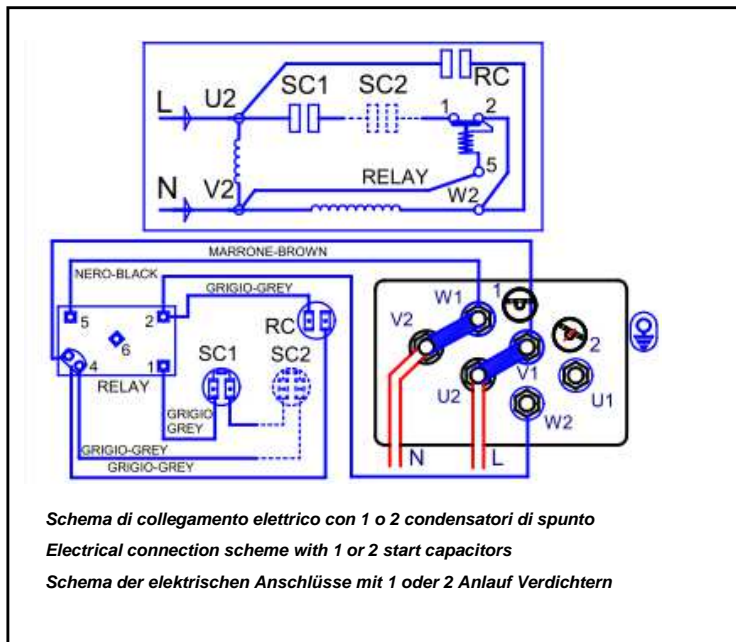 RC
SC1 SC2
L U2 1 2
5
RELAY
N V2 W2
MARRONE-BROWN
NERO-BLACK
GRIGIO-GREY
5 2
6
4 1
RELAY
RC
SC1 SC2
GRIGIO
GREY
GRIGIO-GREY
GRIGIO-GREY
W1 1
V2
2
V1
U2 U1
W2
N L
Schema di collegamento elettrico con 1 o 2 condensatori di spunto
Electrical connection scheme with 1 or 2 start capacitors
Schema der elektrischen Anschlüsse mit 1 oder 2 Anlauf Verdichtern